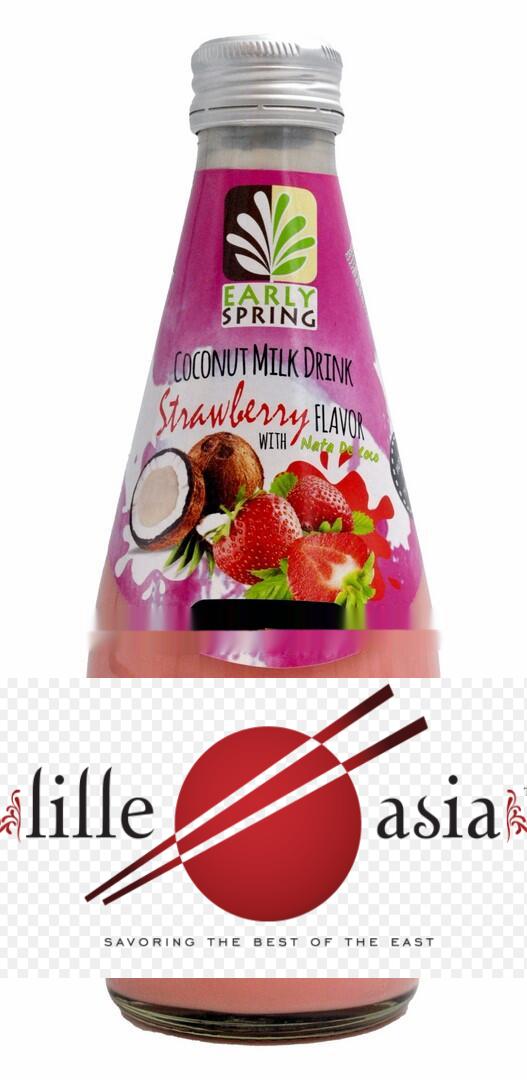 EARLY
SPRING
COCONUT MILK DRINK
Strawberry FLAVOR
WITH Nata De Coco
lille asia
SAVORING THE BEST OF THE EAST